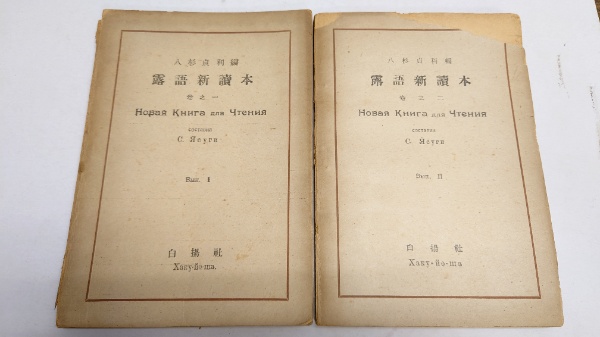 八杉貞利編
露語新讀本
卷之一
Новая Книга для Чтения
составилъ
С. Ясуги
Вып. I
白揚社
Хаку-йо-ша.
八杉貞利編
露語新讀本
卷之二
Новая Книга для Чтения
С. Ясуги
Вып. II
白揚社
Хаку-йо-ша